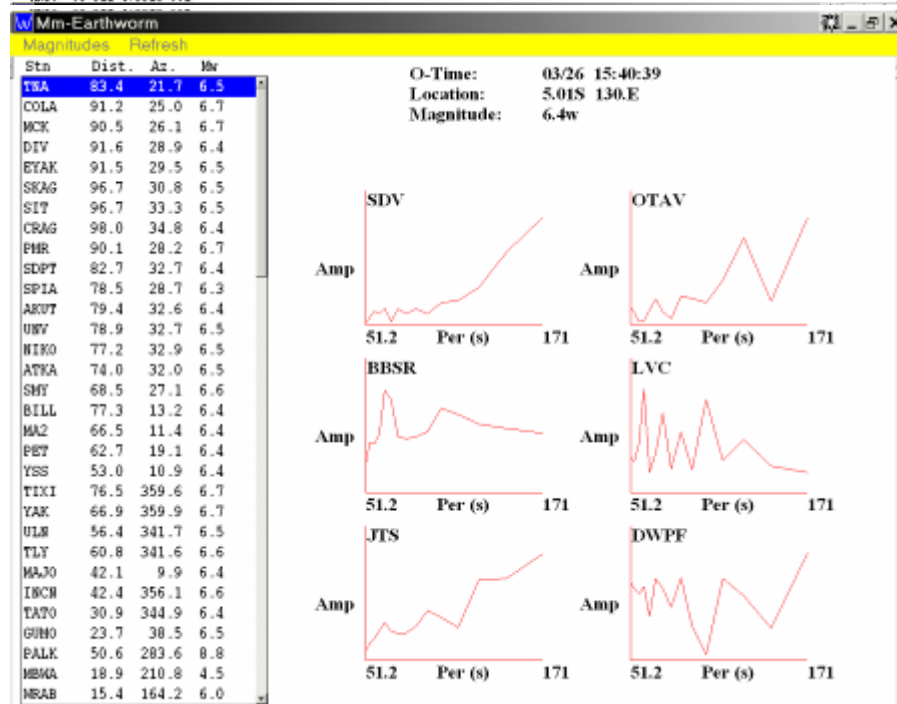 Mm-Earthworm
Magnitudes Refresh
Stn Dist. Az. Mw
TNA 83.4 21.7 6.5
COLA 91.2 25.0 6.7
MCK 90.5 26.1 6.7
DIV 91.6 28.9 6.4
EYAK 91.5 29.5 6.5
SKAG 96.7 30.8 6.5
SIT 96.7 33.3 6.5
CRAG 98.0 34.8 6.4
PMR 90.1 28.2 6.7
SDPT 82.7 32.7 6.4
SPIA 78.5 28.7 6.3
AKUT 79.4 32.6 6.4
UNV 78.9 32.7 6.5
NIKO 77.2 32.9 6.5
ATKA 74.0 32.0 6.5
SMY 68.5 27.1 6.6
BILL 77.3 13.2 6.4
MA2 66.5 11.4 6.4
PET 62.7 19.1 6.4
YSS 53.0 10.9 6.4
TIXI 76.5 359.6 6.7
YAK 66.9 359.9 6.7
ULN 56.4 341.7 6.5
TLY 60.8 341.6 6.6
MAJO 42.1 9.9 6.4
INCN 42.4 356.1 6.6
TATO 30.9 344.9 6.4
GUMO 23.7 38.5 6.5
PALK 50.6 283.6 8.8
MBWA 18.9 210.8 4.5
WRAB 15.4 164.2 6.0
O-Time: 03/26 15:40:39
Location: 5.01S 130.E
Magnitude: 6.4w
SDV
Amp
51.2 Per (s) 171
OTAV
Amp
51.2 Per (s) 171
BBSR
Amp
51.2 Per (s) 171
LVC
Amp
51.2 Per (s) 171
JTS
Amp
51.2 Per (s) 171
DWPF
Amp
51.2 Per (s) 171